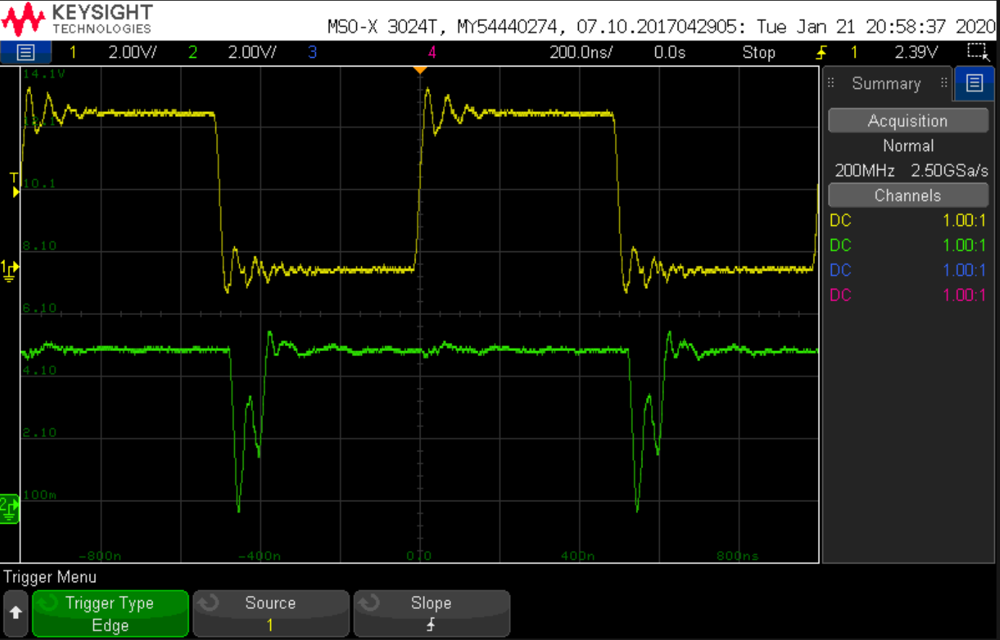 KEYSIGHT
TECHNOLOGIES
MSO-X 3024T, MY54440274, 07.10.2017042905: Tue Jan 21 20:58:37 2020
1 2.00V/ 2 2.00V/ 3 4 200.0ns/ 0.0s Stop 1 2.39V
14.1V
12.1
T
10.1
8.10
1
6.10
4.10
2.10
100m
2
-800n -400n 0.0 400n 800ns
Summary
Acquisition
Normal
200MHz 2.50GSa/s
Channels
DC 1.00:1
DC 1.00:1
DC 1.00:1
DC 1.00:1
Trigger Menu
Trigger Type
Edge
Source
1
Slope